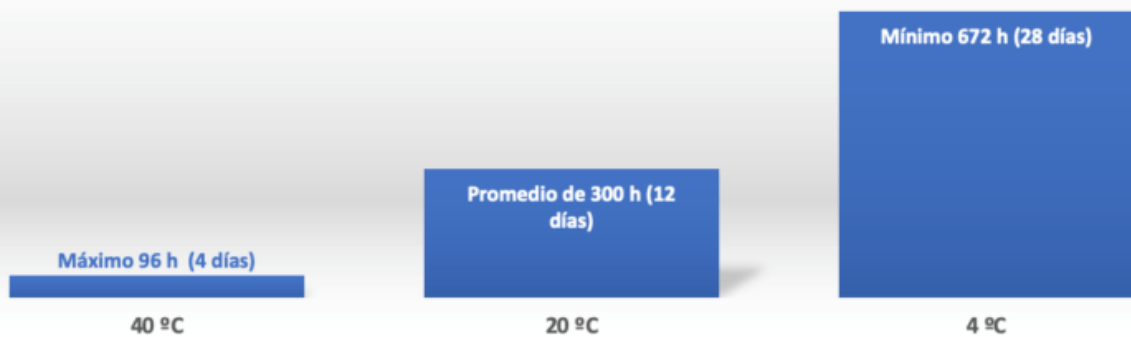 Mínimo 672 h (28 días)
Promedio de 300 h (12
días)
Máximo 96 h (4 días)
40 ºC
20 ºC
4 ºC